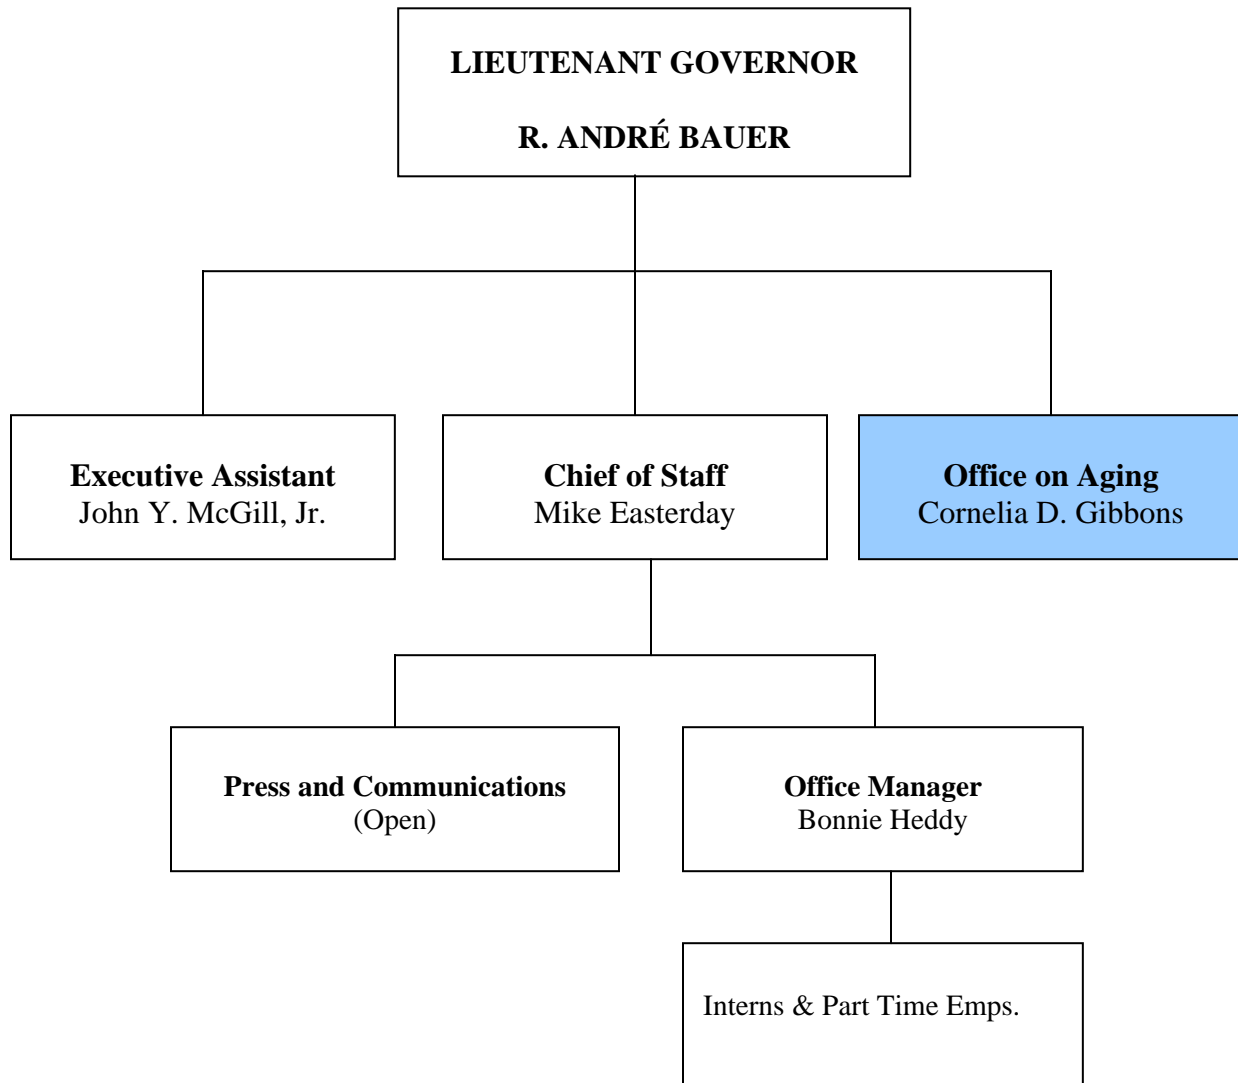 LIEUTENANT GOVERNOR
R. ANDRÉ BAUER
Executive Assistant
John Y. McGill, Jr.
Chief of Staff
Mike Easterday
Office on Aging
Cornelia D. Gibbons
Press and Communications
(Open)
Office Manager
Bonnie Heddy
Interns & Part Time Emps.